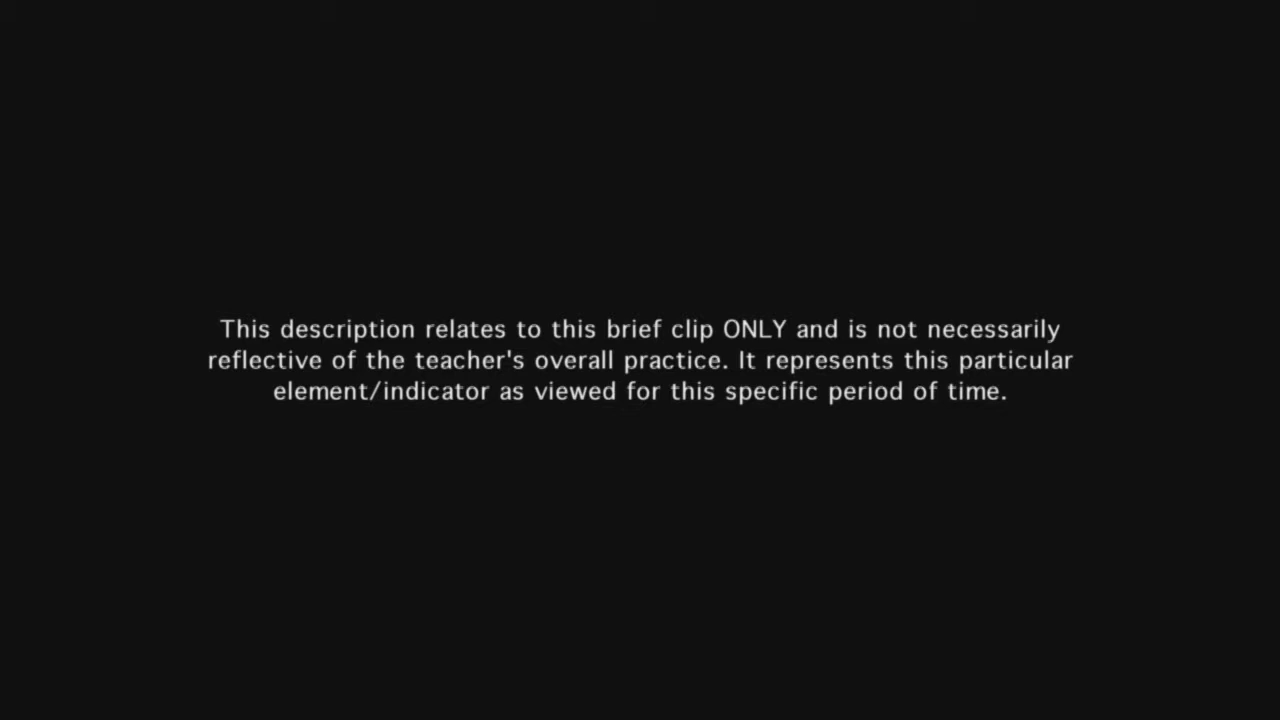 This description relates to this brief clip ONLY and is not necessarily
reflective of the teacher's overall practice. It represents this particular
element/indicator as viewed for this specific period of time.